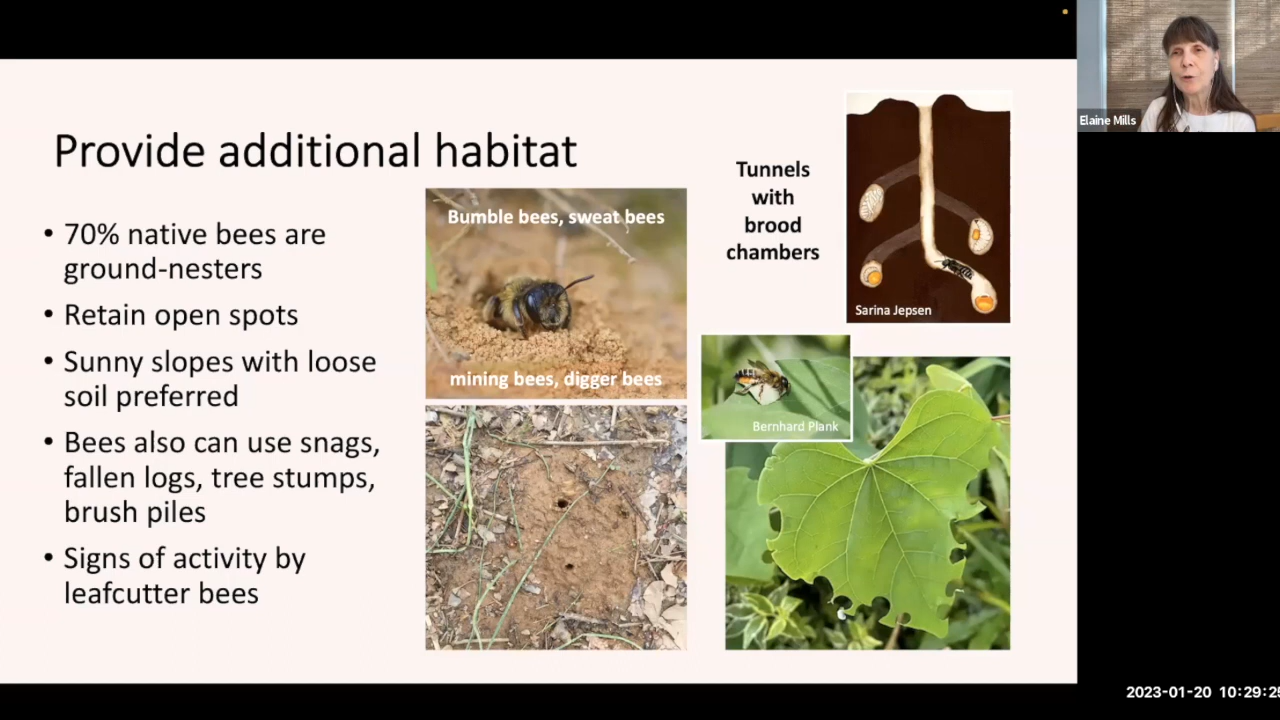 Provide additional habitat
• 70% native bees are
ground-nesters
• Retain open spots
• Sunny slopes with loose
soil preferred
• Bees also can use snags,
fallen logs, tree stumps,
brush piles
• Signs of activity by
leafcutter bees
Bumble bees, sweat bees
mining bees, digger bees
Tunnels
with
brood
chambers
Sarina Jepsen
Bernhard Plank
Elaine Mills
2023-01-20 10:29:25